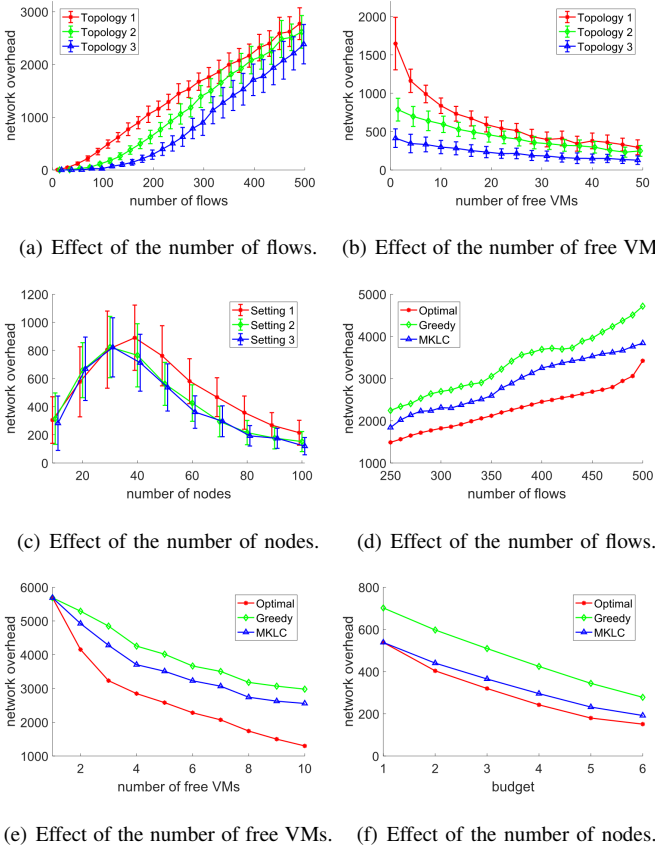 3000
2000
1000
0
network overhead
Topology 1
Topology 2
Topology 3
0 100 200 300 400 500
number of flows
(a) Effect of the number of flows.
2000
1500
1000
500
0
network overhead
Topology 1
Topology 2
Topology 3
0 10 20 30 40 50
number of free VMs
(b) Effect of the number of free VM
1200
1000
800
600
400
200
0
network overhead
Setting 1
Setting 2
Setting 3
20 40 60 80 100
number of nodes
(c) Effect of the number of nodes.
5000
4000
3000
2000
1000
network overhead
Optimal
Greedy
MKLC
250 300 350 400 450 500
number of flows
(d) Effect of the number of flows.
6000
5000
4000
3000
2000
1000
network overhead
Optimal
Greedy
MKLC
2 4 6 8 10
number of free VMs
(e) Effect of the number of free VMs.
800
600
400
200
0
network overhead
Optimal
Greedy
MKLC
1 2 3 4 5 6
budget
(f) Effect of the number of nodes.